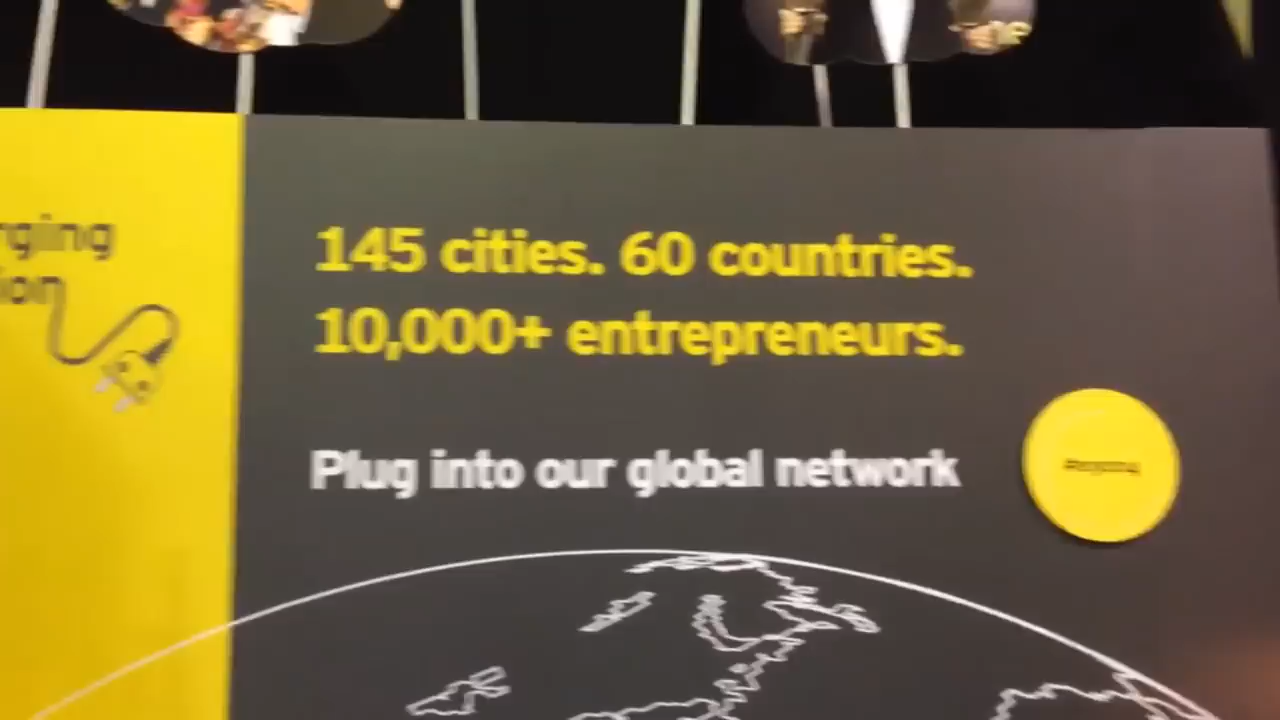 145 cities. 60 countries.
10,000+ entrepreneurs.
Plug into our global network